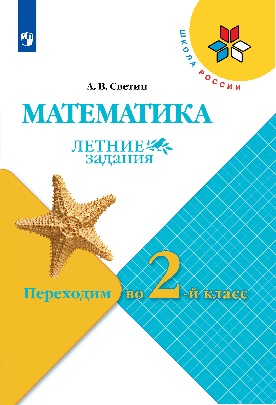 ШКОЛА РОССИИ
А. В. Светин
МАТЕМАТИКА
ЛЕТНИЕ
задания
Переходим во 2-й класс